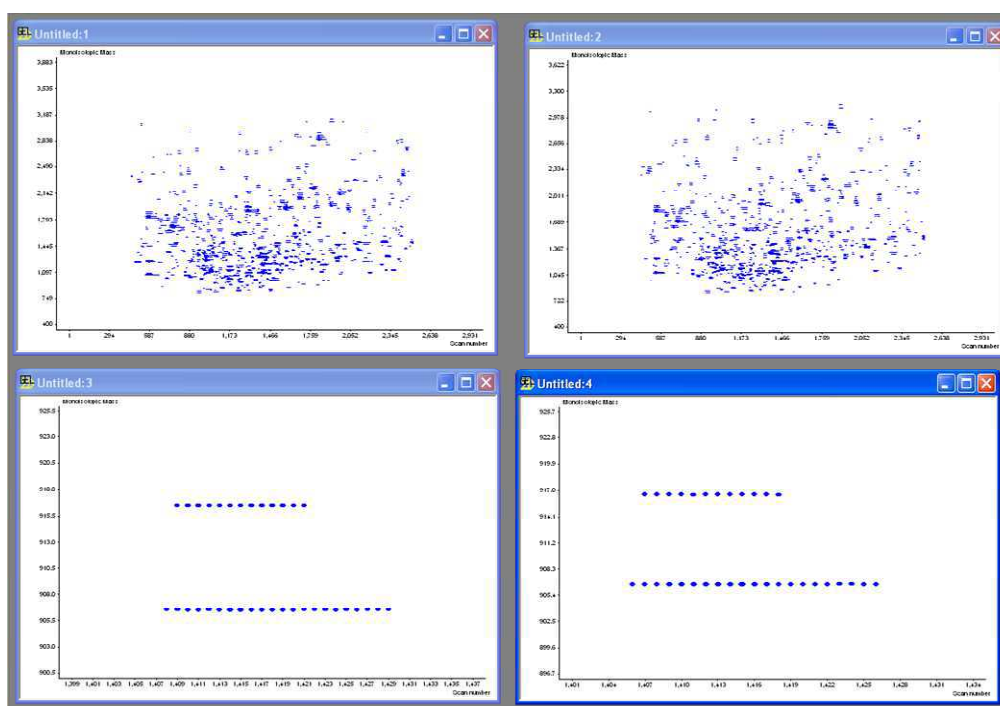 Untitled:1
Monoisotopic Mass
3,883
3,535
3,187
2,838
2,490
2,142
1,793
1,445
1,097
749
400
1 294 587 880 1,173 1,466 1,759 2,052 2,345 2,638 2,931
Scan number
Untitled:2
Monoisotopic Mass
3,622
3,300
2,978
2,656
2,334
2,011
1,689
1,367
1,045
722
400
1 294 587 880 1,173 1,466 1,759 2,052 2,345 2,638 2,931
Scan number
Untitled:3
Monoisotopic Mass
925.5
923.0
920.5
918.0
915.5
913.0
910.5
908.0
905.5
903.0
900.5
1,399 1,401 1,403 1,405 1,407 1,409 1,411 1,413 1,415 1,417 1,419 1,421 1,423 1,425 1,427 1,429 1,431 1,433 1,435 1,437
Scan number
Untitled:4
Monoisotopic Mass
925.7
922.8
919.9
917.0
914.1
911.2
908.3
905.4
902.5
899.6
896.7
1,401 1,404 1,407 1,410 1,413 1,416 1,419 1,422 1,425 1,428 1,431 1,434
Scan number